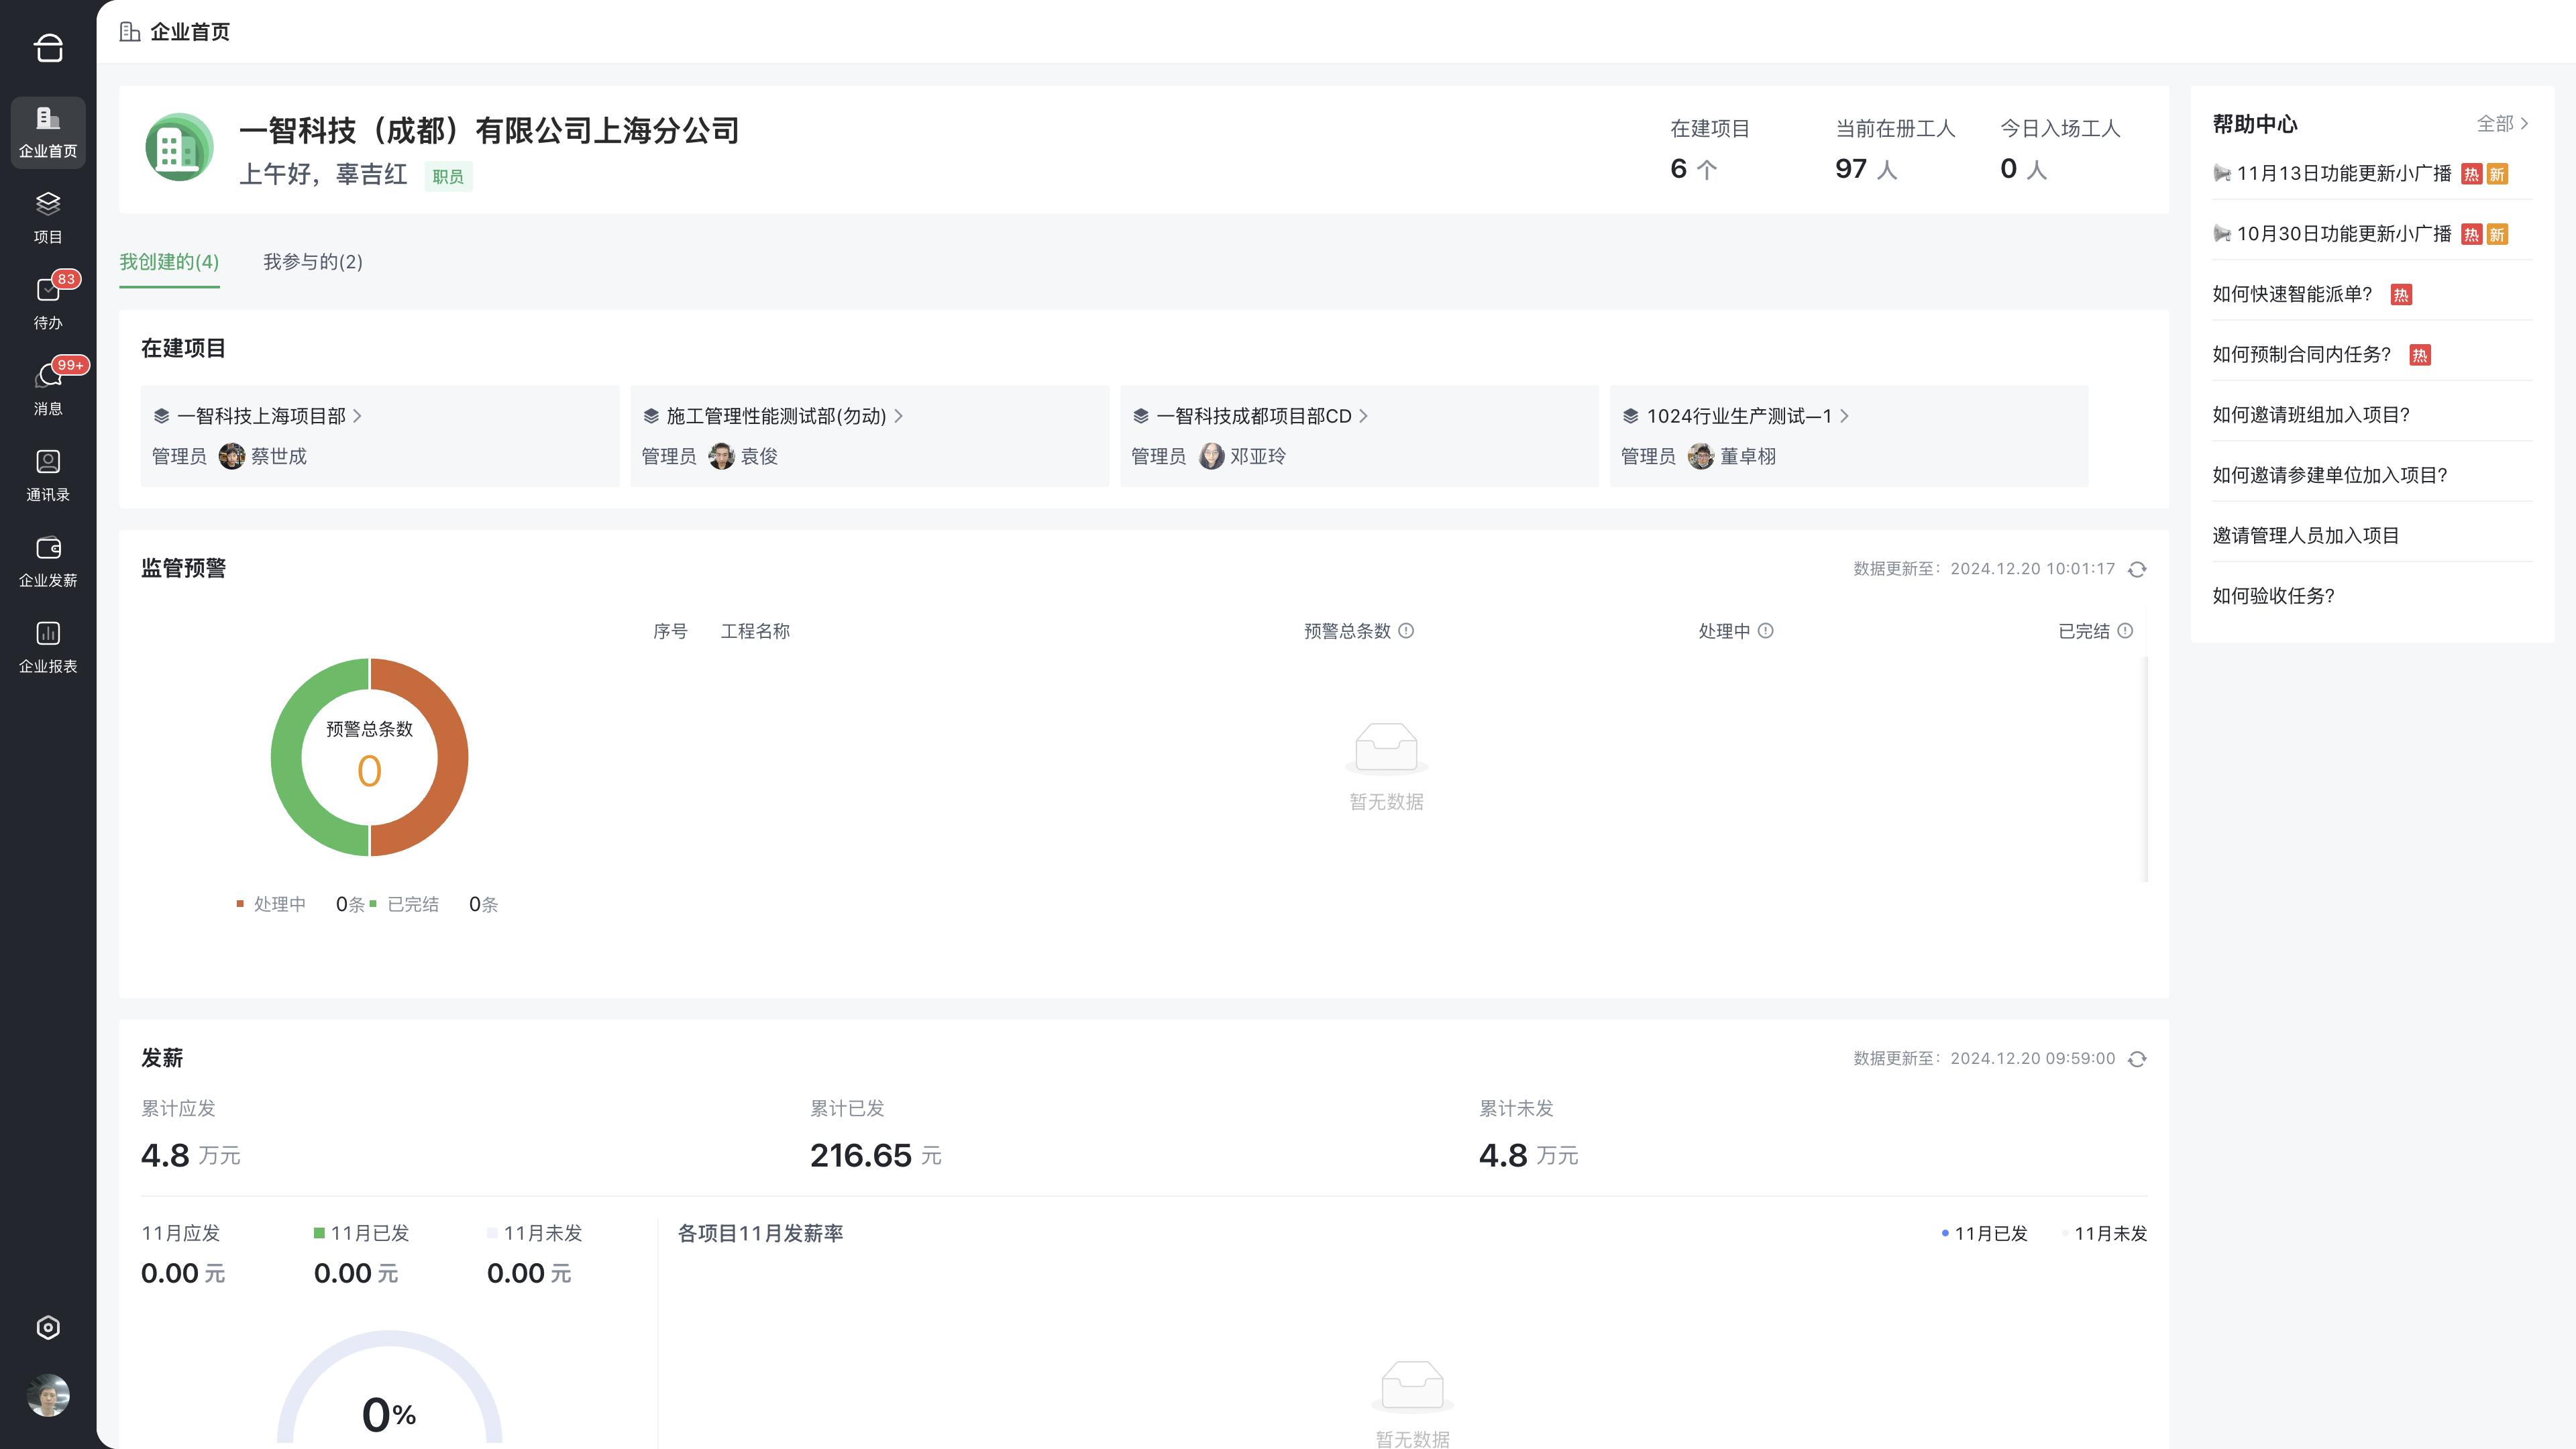 企业首页
企业首页
项目
83
待办
99+
消息
通讯录
企业发薪
企业报表
一智科技（成都）有限公司上海分公司
上午好，辜吉红 职员
在建项目 当前在册工人 今日入场工人
6 个 97 人 0 人
我创建的(4) 我参与的(2)
在建项目
一智科技上海项目部
管理员 蔡世成
施工管理性能测试部(勿动)
管理员 袁俊
一智科技成都项目部CD
管理员 邓亚玲
1024行业生产测试—1
管理员 董卓栩
监管预警
数据更新至：2024.12.20 10:01:17
序号 工程名称 预警总条数 处理中 已完结
预警总条数
0
暂无数据
处理中 0条 已完结 0条
发薪
数据更新至：2024.12.20 09:59:00
累计应发 累计已发 累计未发
4.8 万元 216.65 元 4.8 万元
11月应发 11月已发 11月未发
0.00 元 0.00 元 0.00 元
0%
各项目11月发薪率
11月已发 11月未发
暂无数据
帮助中心 全部
11月13日功能更新小广播 热 新
10月30日功能更新小广播 热 新
如何快速智能派单? 热
如何预制合同内任务? 热
如何邀请班组加入项目?
如何邀请参建单位加入项目?
邀请管理人员加入项目
如何验收任务?